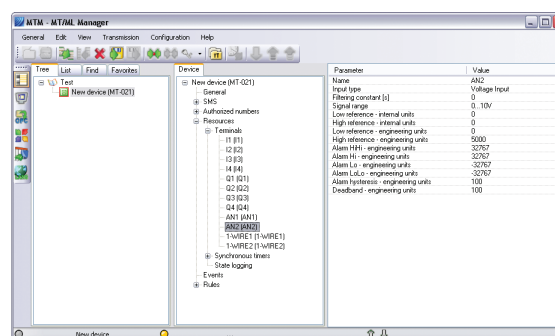 MTM - MT/ML Manager
General Edit View Transmission Configuration Help
Tree List Find Favorites
Test
New device (MT-021)
Device
New device (MT-021)
General
SMS
Authorized numbers
Resources
Terminals
I1 (I1)
I2 (I2)
I3 (I3)
I4 (I4)
Q1 (Q1)
Q2 (Q2)
Q3 (Q3)
Q4 (Q4)
AN1 (AN1)
AN2 (AN2)
1-WIRE1 (1-WIRE1)
1-WIRE2 (1-WIRE2)
Synchronous timers
State logging
Events
Rules
Parameter Value
Name AN2
Input type Voltage Input
Filtering constant [s] 0
Signal range 0...10V
Low reference - internal units 0
High reference - internal units 0
Low reference - engineering units 0
High reference - engineering units 5000
Alarm HiHi - engineering units 32767
Alarm Hi - engineering units 32767
Alarm Lo - engineering units -32767
Alarm LoLo - engineering units -32767
Alarm hysteresis - engineering units 100
Deadband - engineering units 100
New device